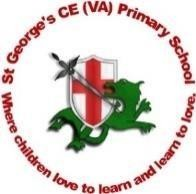 St George's CE (VA) Primary School
Where children love to learn and learn to love.